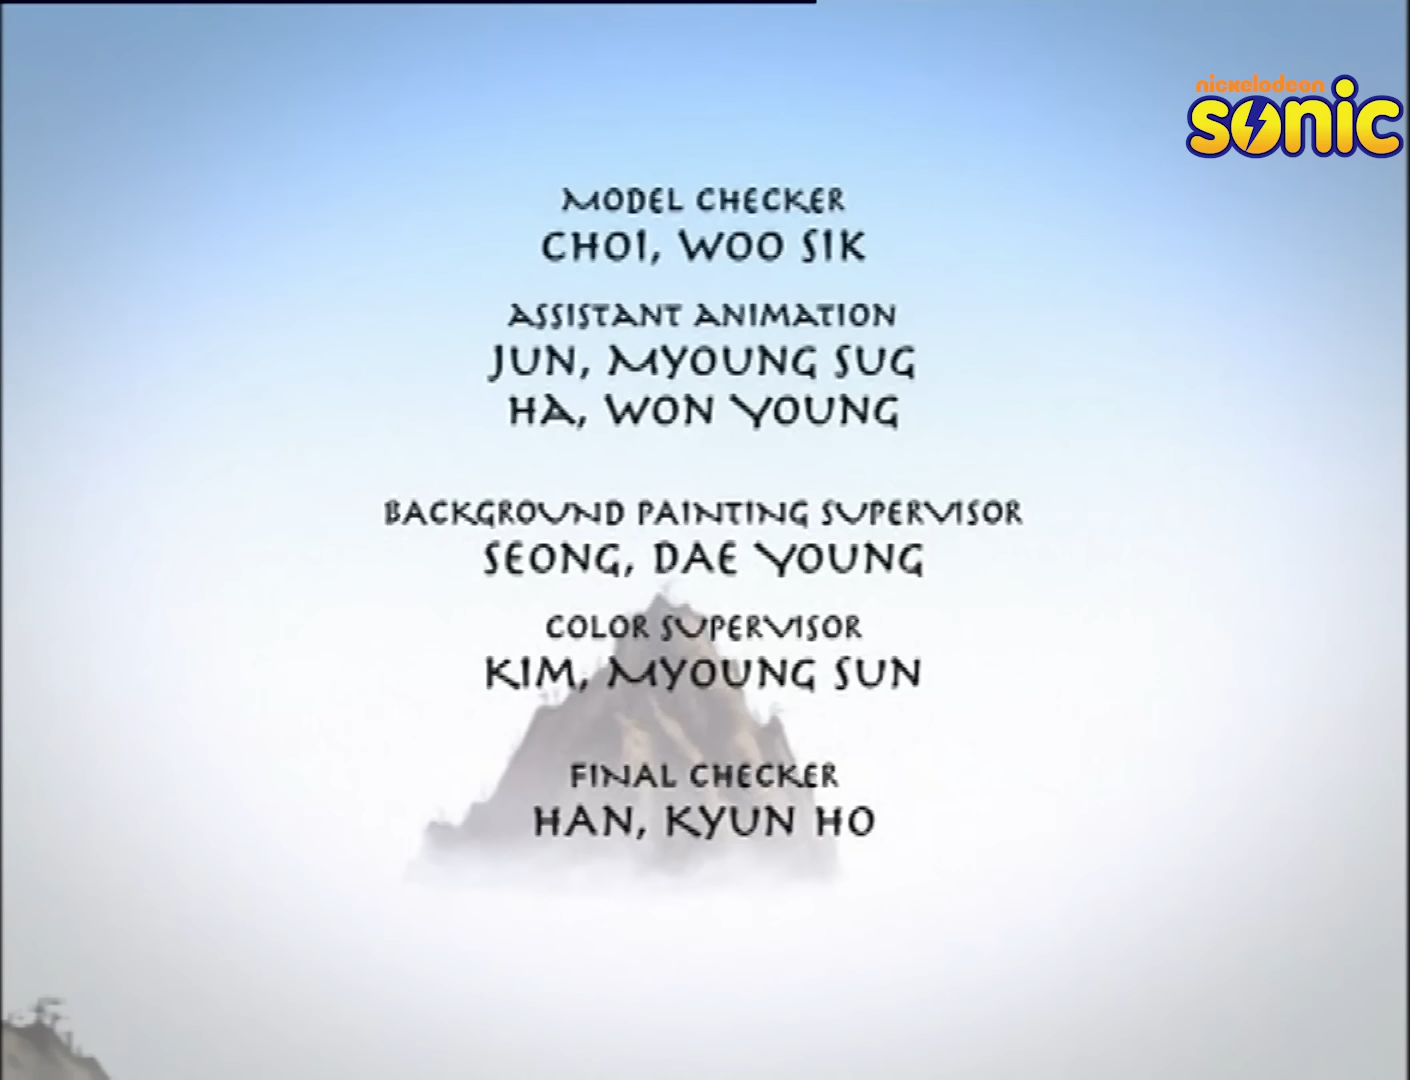 nickelodeon
sonic
MODEL CHECKER
CHOI, WOO SIK
ASSISTANT ANIMATION
JUN, MYOUNG SUG
HA, WON YOUNG
BACKGROUND PAINTING SUPERVISOR
SEONG, DAE YOUNG
COLOR SUPERVISOR
KIM, MYOUNG SUN
FINAL CHECKER
HAN, KYUN HO